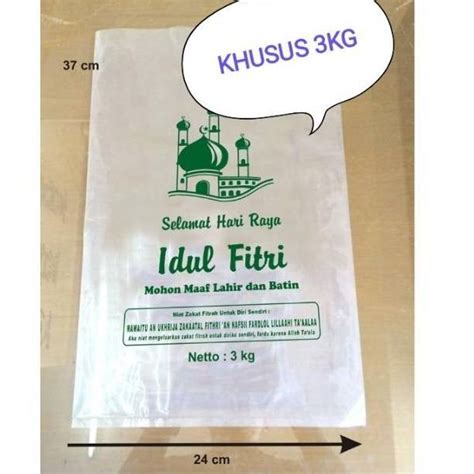 KHUSUS 3KG
37 cm
Selamat Hari Raya
Idul Fitri
Mohon Maaf Lahir dan Batin
Niat Zakat Fitrah Untuk Diri Sendiri :
NAWAITU AN UKHRIJA ZAKAATAL FITHRI 'AN NAFSII FARDLOL LILLAAHI TA'AALAA
Aku niat mengeluarkan zakat fitrah untuk diriku sendiri, fardu karena Allah Ta'ala
Netto : 3 kg
24 cm